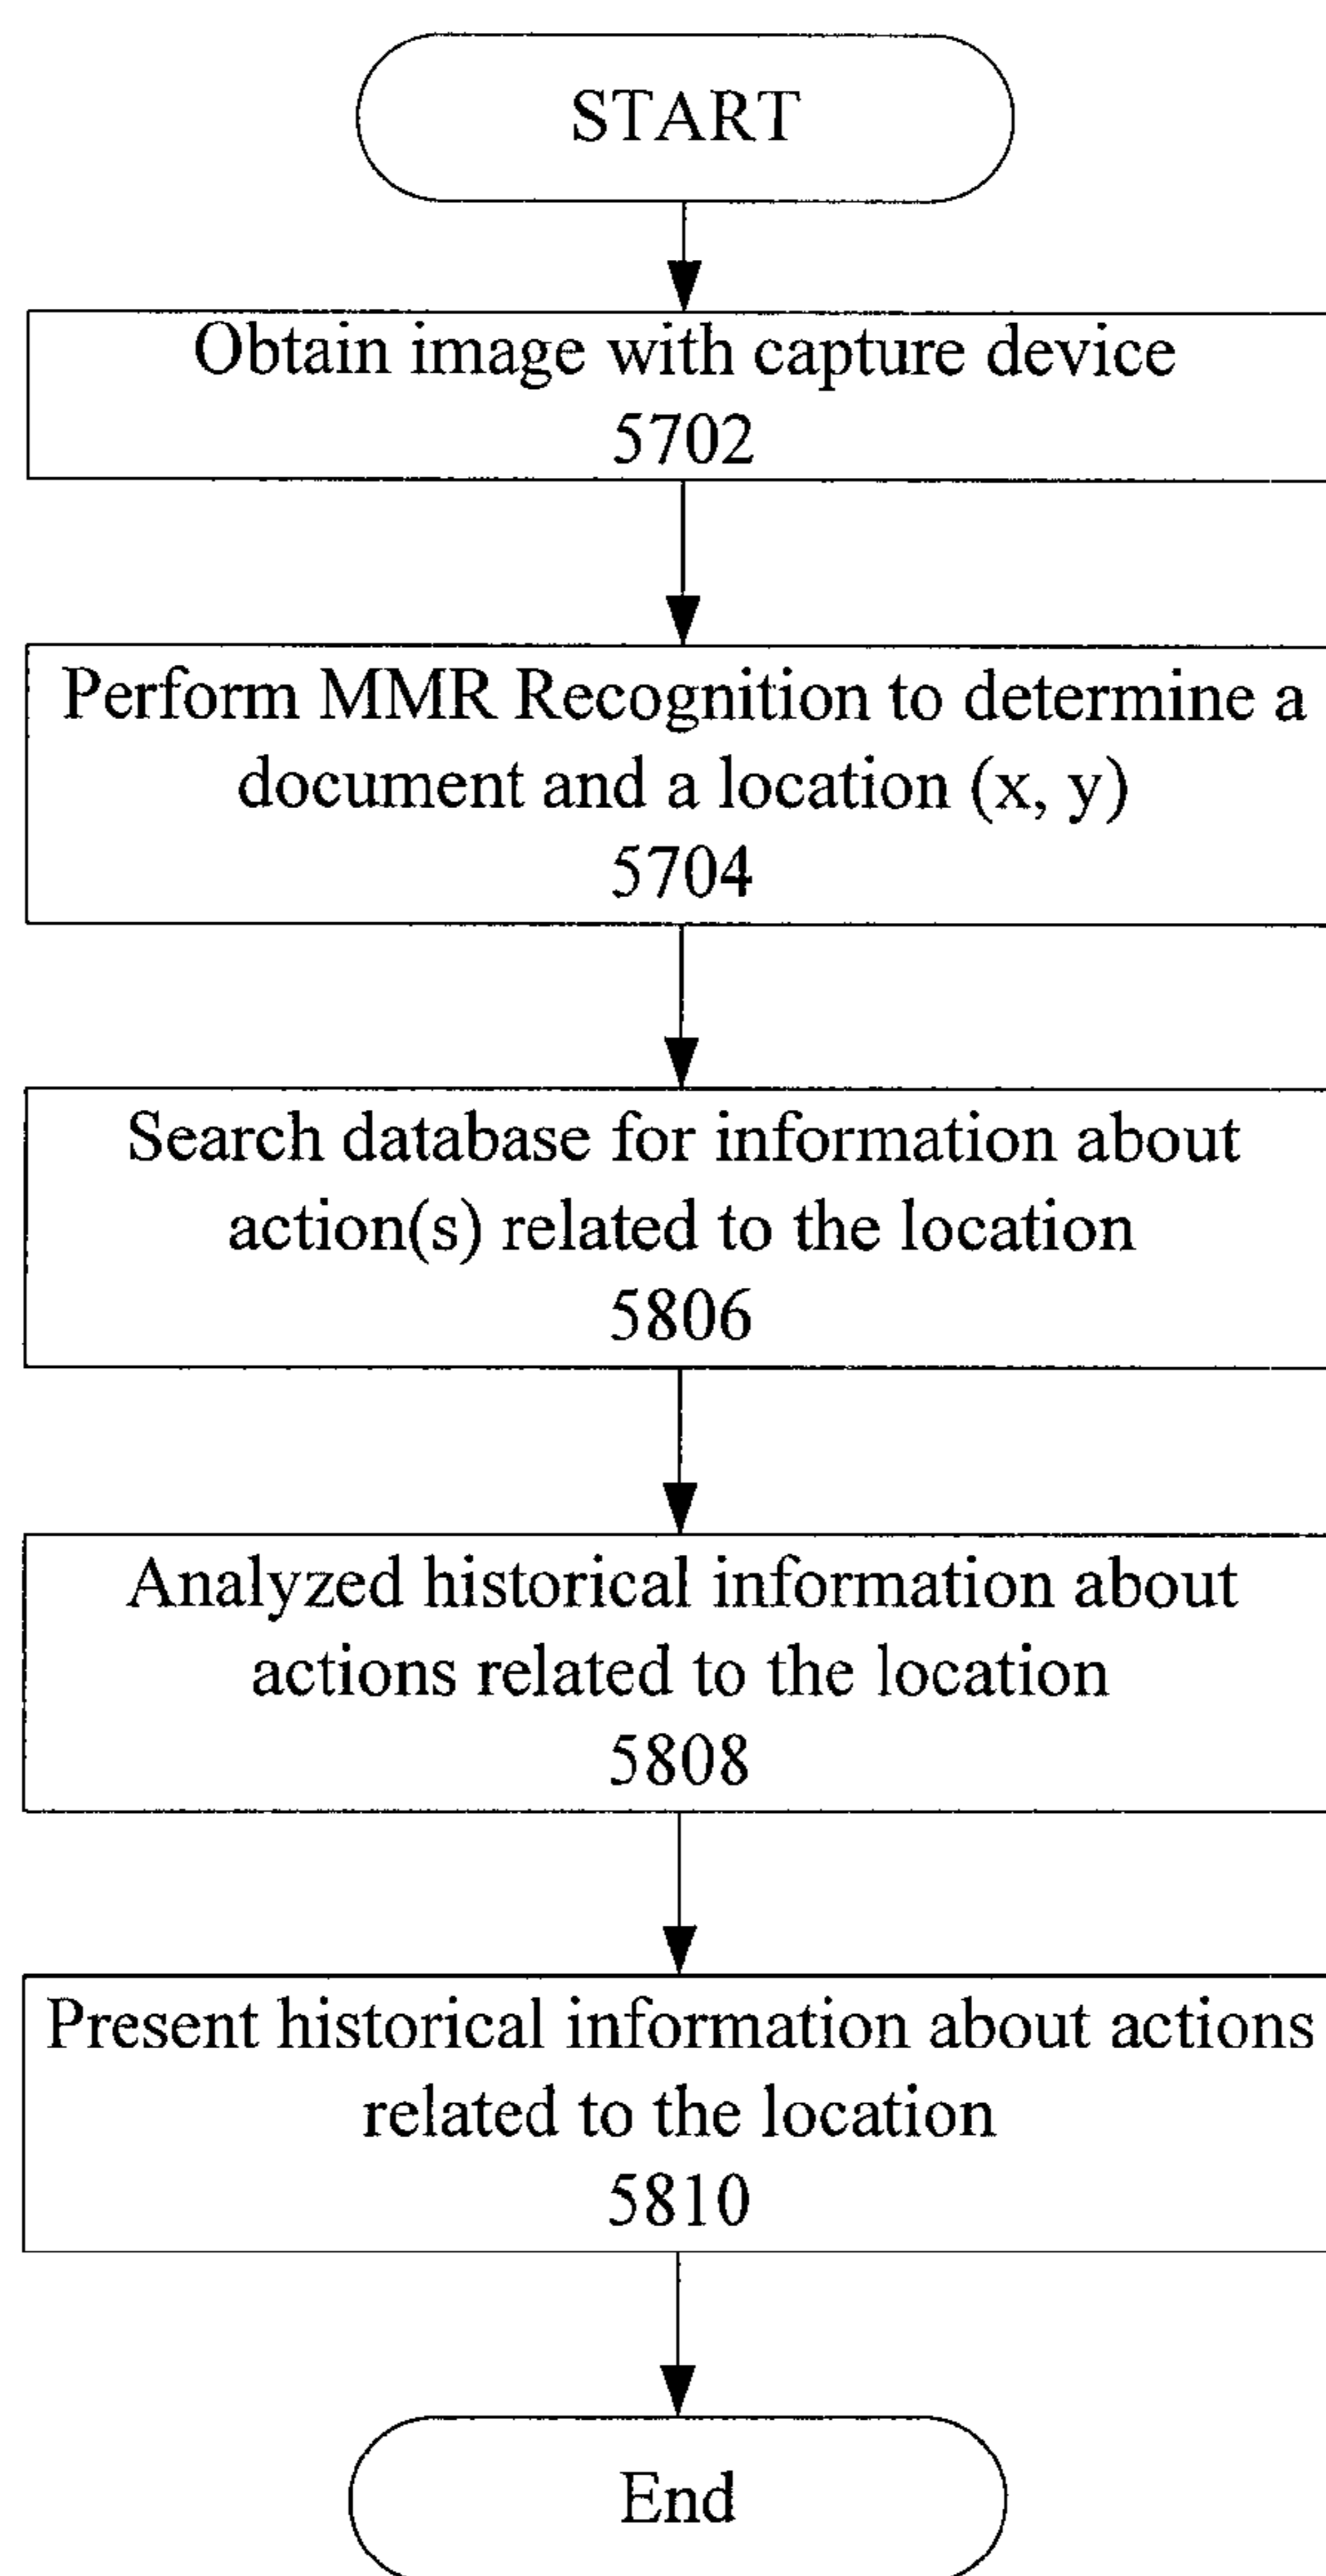 START
Obtain image with capture device
5702
Perform MMR Recognition to determine a
document and a location (x, y)
5704
Search database for information about
action(s) related to the location
5806
Analyzed historical information about
actions related to the location
5808
Present historical information about actions
related to the location
5810
End